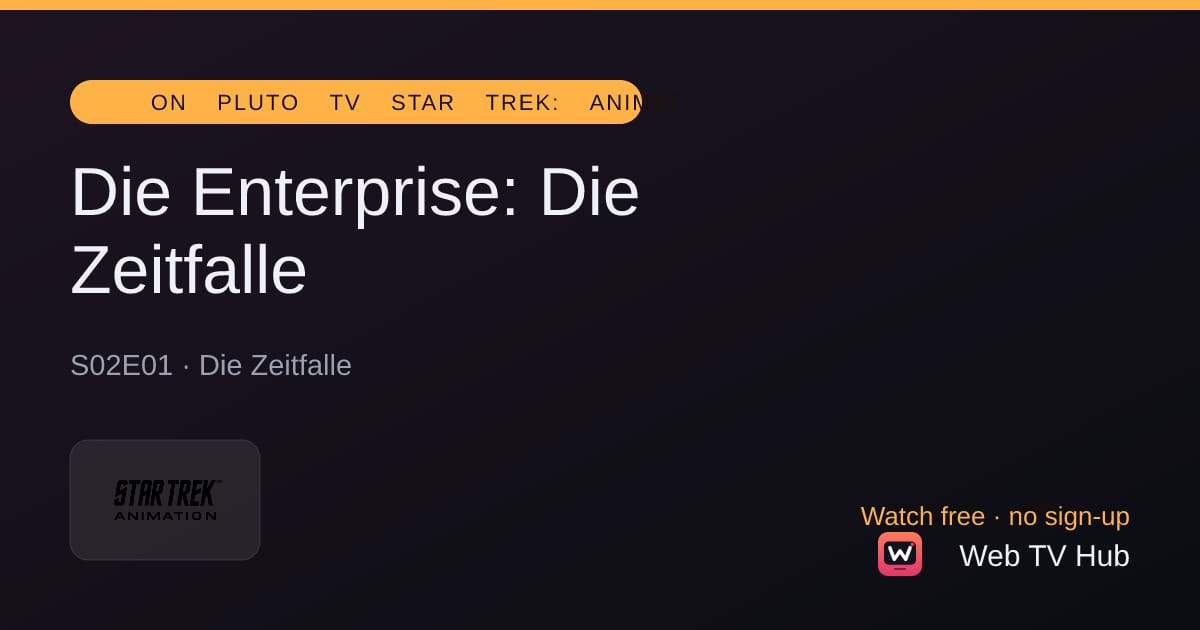 ON PLUTO TV STAR TREK:
Die Enterprise: Die
Zeitfalle
S02E01 · Die Zeitfalle
STAR TREK™
ANIMATION
Watch free · no sign-up
W
Web TV Hub